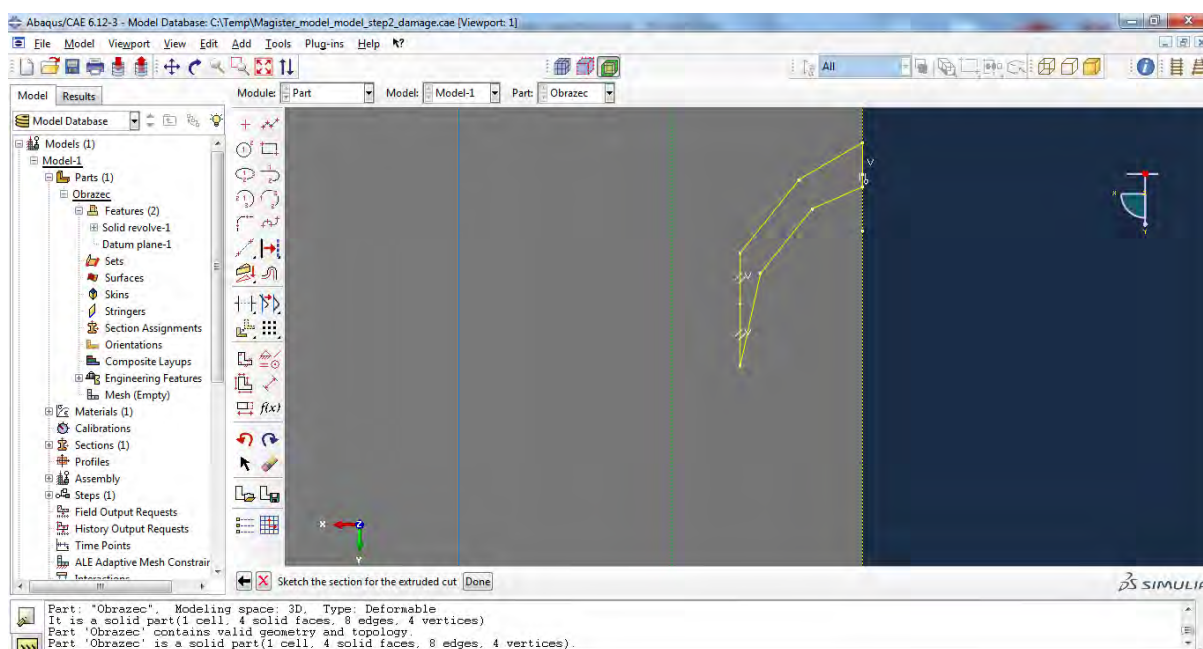 Abaqus/CAE 6.12-3 - Model Database: C:\Temp\Magister_model_model_step2_damage.cae [Viewport: 1]
File Model Viewport View Edit Add Tools Plug-ins Help
All
Model Results
Module: Part Model: Model-1 Part: Obrazec
Model Database
Models (1)
Model-1
Parts (1)
Obrazec
Features (2)
Solid revolve-1
Datum plane-1
Sets
Surfaces
Skins
Stringers
Section Assignments
Orientations
Composite Layups
Engineering Features
Mesh (Empty)
Materials (1)
Calibrations
Sections (1)
Profiles
Assembly
Steps (1)
Field Output Requests
History Output Requests
Time Points
ALE Adaptive Mesh Constrair
Interactions
f(x)
V
X
Y
X
Z
Y
Sketch the section for the extruded cut Done
SIMULIA
Part: "Obrazec", Modeling space: 3D, Type: Deformable
It is a solid part(1 cell, 4 solid faces, 8 edges, 4 vertices)
Part 'Obrazec' contains valid geometry and topology.
Part 'Obrazec' is a solid part(1 cell, 4 solid faces, 8 edges, 4 vertices).